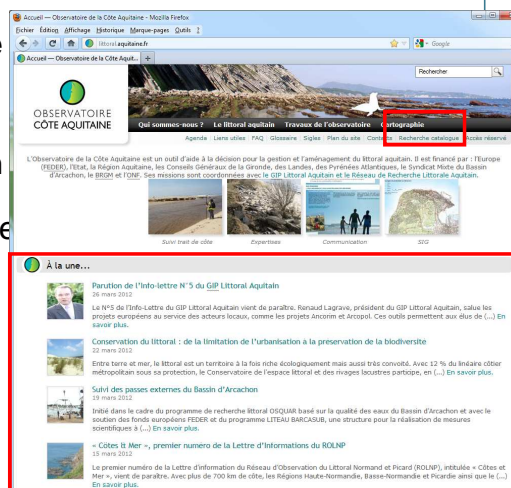 Accueil — Observatoire de la Côte Aquitaine - Mozilla Firefox
Fichier Édition Affichage Historique Marque-pages Outils ?
littoral.aquitaine.fr
Google
Accueil — Observatoire de la Côte Aquit... +
Rechercher
OBSERVATOIRE
CÔTE AQUITAINE
Qui sommes-nous ? Le littoral aquitain Travaux de l'observatoire Cartographie
Agenda Liens utiles FAQ Glossaire Sigles Plan du site Contacts Recherche catalogue Accès réservé
L'Observatoire de la Côte Aquitaine est un outil d'aide à la décision pour la gestion et l'aménagement du littoral aquitain. Il est financé par : l'Europe
(FEDER), l'Etat, la Région Aquitaine, les Conseils Généraux de la Gironde, des Landes, des Pyrénées Atlantiques, le Syndicat Mixte du Bassin
d'Arcachon, le BRGM et l'ONF. Ses missions sont coordonnées avec le GIP Littoral Aquitain et le Réseau de Recherche Littorale Aquitain.
Suivi trait de côte Expertises Communication SIG
À la une...
Parution de l'Info-lettre N°5 du GIP Littoral Aquitain
26 mars 2012
Le N°5 de l'Info-Lettre du GIP Littoral Aquitain vient de paraître. Renaud Lagrave, président du GIP Littoral Aquitain, salue les
projets européens au service des acteurs locaux, comme les projets Ancorim et Arcopol. Ces outils permettent aux élus de (...) En
savoir plus.
Conservation du littoral : de la limitation de l'urbanisation à la préservation de la biodiversité
22 mars 2012
Entre terre et mer, le littoral est un territoire à la fois riche écologiquement mais aussi très convoité. Avec 12 % du linéaire côtier
métropolitain sous sa protection, le Conservatoire de l'espace littoral et des rivages lacustres participe, en (...) En savoir plus.
Suivi des passes externes du Bassin d'Arcachon
19 mars 2012
Initié dans le cadre du programme de recherche littoral OSQUAR basé sur la qualité des eaux du Bassin d'Arcachon et avec le
soutien des fonds européens FEDER et du programme LITEAU BARCASUB, une structure pour la réalisation de mesures
scientifiques à (...) En savoir plus.
« Côtes &t Mer », premier numéro de la Lettre d'Informations du ROLNP
15 mars 2012
Le premier numéro de la Lettre d'information du Réseau d'Observation du Littoral Normand et Picard (ROLNP), intitulée « Côtes et
Mer », vient de paraître. Avec plus de 700 km de côte, les Régions Haute-Normandie, Basse-Normandie et Picardie ainsi que le (...)
En savoir plus.